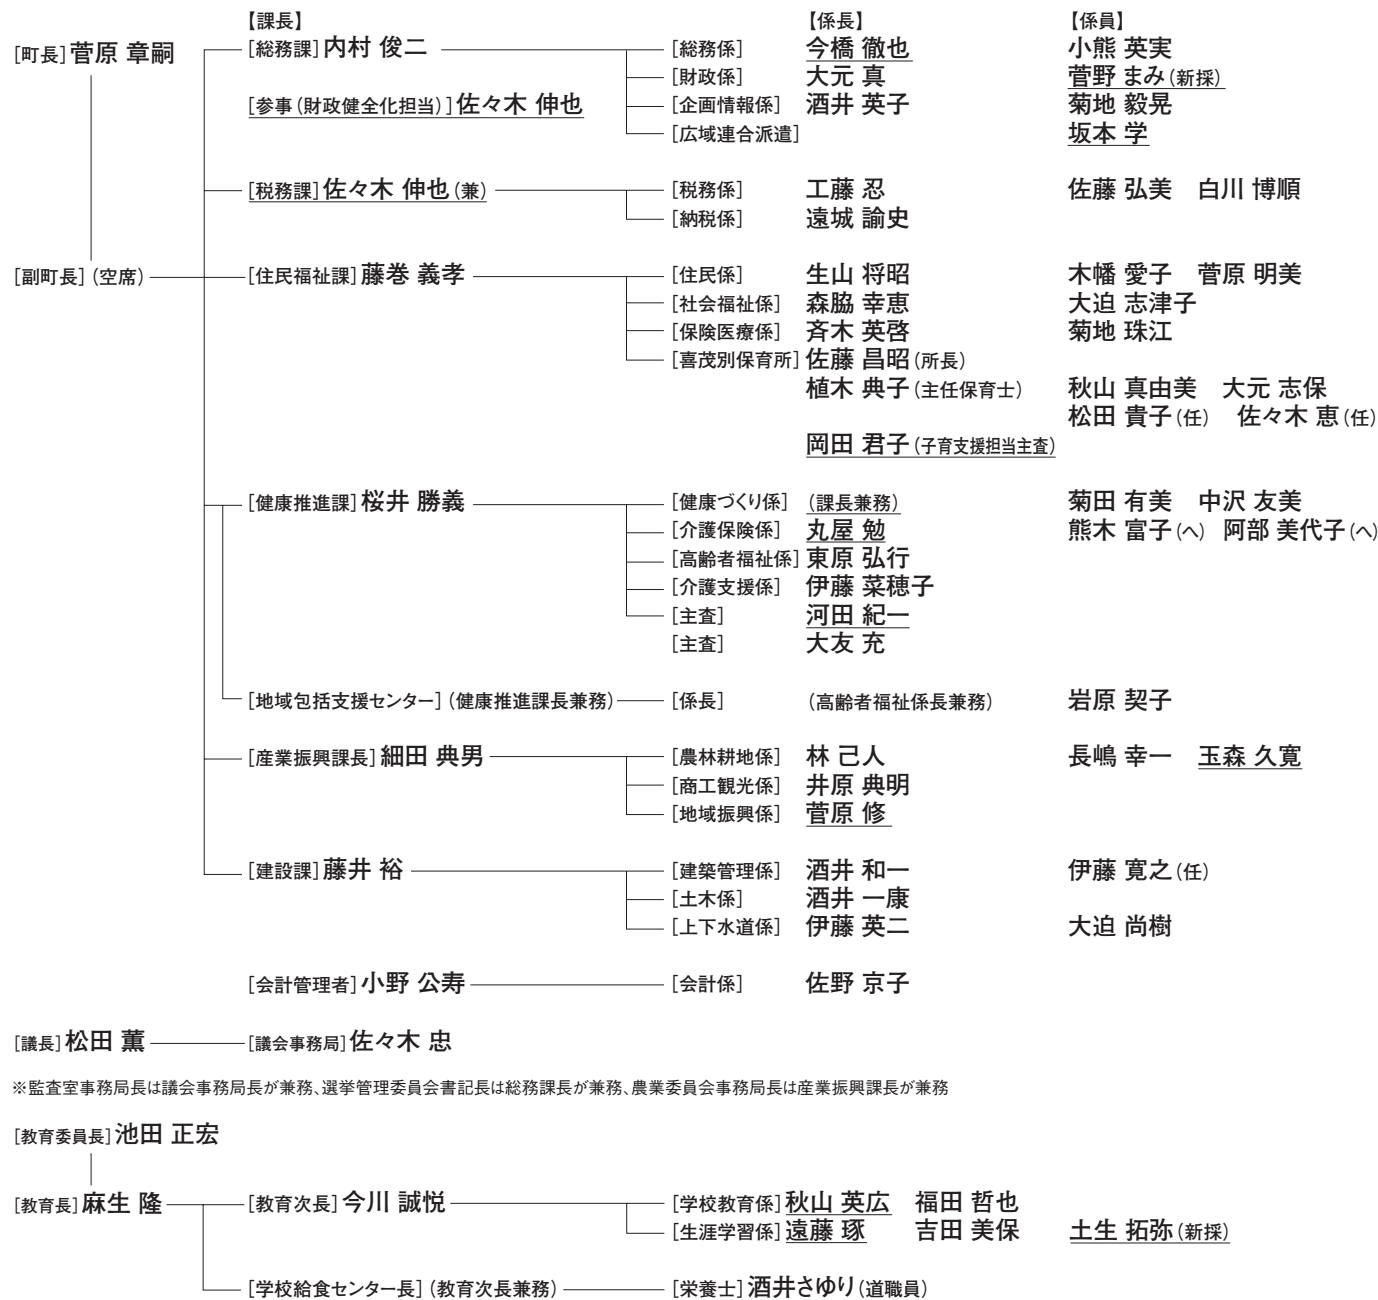 【課長】 【係長】 【係員】
[町長] 菅原 章嗣 [総務課] 内村 俊二 [総務係] 今橋 徹也 小熊 英実
[財政係] 大元 真 菅野 まみ(新採)
[参事(財政健全化担当)] 佐々木 伸也 [企画情報係] 酒井 英子 菊地 毅晃
[広域連合派遣] 坂本 学
[税務課] 佐々木 伸也(兼) [税務係] 工藤 忍 佐藤 弘美 白川 博順
[納税係] 遠城 諭史
[副町長] (空席) [住民福祉課] 藤巻 義孝 [住民係] 生山 将昭 木幡 愛子 菅原 明美
[社会福祉係] 森脇 幸恵 大迫 志津子
[保険医療係] 斉木 英啓 菊地 珠江
[喜茂別保育所] 佐藤 昌昭(所長)
植木 典子(主任保育士) 秋山 真由美 大元 志保
松田 貴子(任) 佐々木 恵(任)
岡田 君子(子育支援担当主査)
[健康推進課] 桜井 勝義 [健康づくり係] (課長兼務) 菊田 有美 中沢 友美
[介護保険係] 丸屋 勉 熊木 富子(へ) 阿部 美代子(へ)
[高齢者福祉係] 東原 弘行
[介護支援係] 伊藤 菜穂子
[主査] 河田 紀一
[主査] 大友 充
[地域包括支援センター] (健康推進課長兼務) [係長] (高齢者福祉係長兼務) 岩原 契子
[産業振興課長] 細田 典男 [農林耕地係] 林 己人 長嶋 幸一 玉森 久寛
[商工観光係] 井原 典明
[地域振興係] 菅原 修
[建設課] 藤井 裕 [建築管理係] 酒井 和一 伊藤 寛之(任)
[土木係] 酒井 一康
[上下水道係] 伊藤 英二 大迫 尚樹
[会計管理者] 小野 公寿 [会計係] 佐野 京子
[議長] 松田 薫 [議会事務局] 佐々木 忠
※監査室事務局長は議会事務局長が兼務、選挙管理委員会書記長は総務課長が兼務、農業委員会事務局長は産業振興課長が兼務
[教育委員長] 池田 正宏
[教育長] 麻生 隆 [教育次長] 今川 誠悦 [学校教育係] 秋山 英広 福田 哲也
[生涯学習係] 遠藤 琢 吉田 美保 土生 拓弥(新採)
[学校給食センター長] (教育次長兼務) [栄養士] 酒井さゆり(道職員)